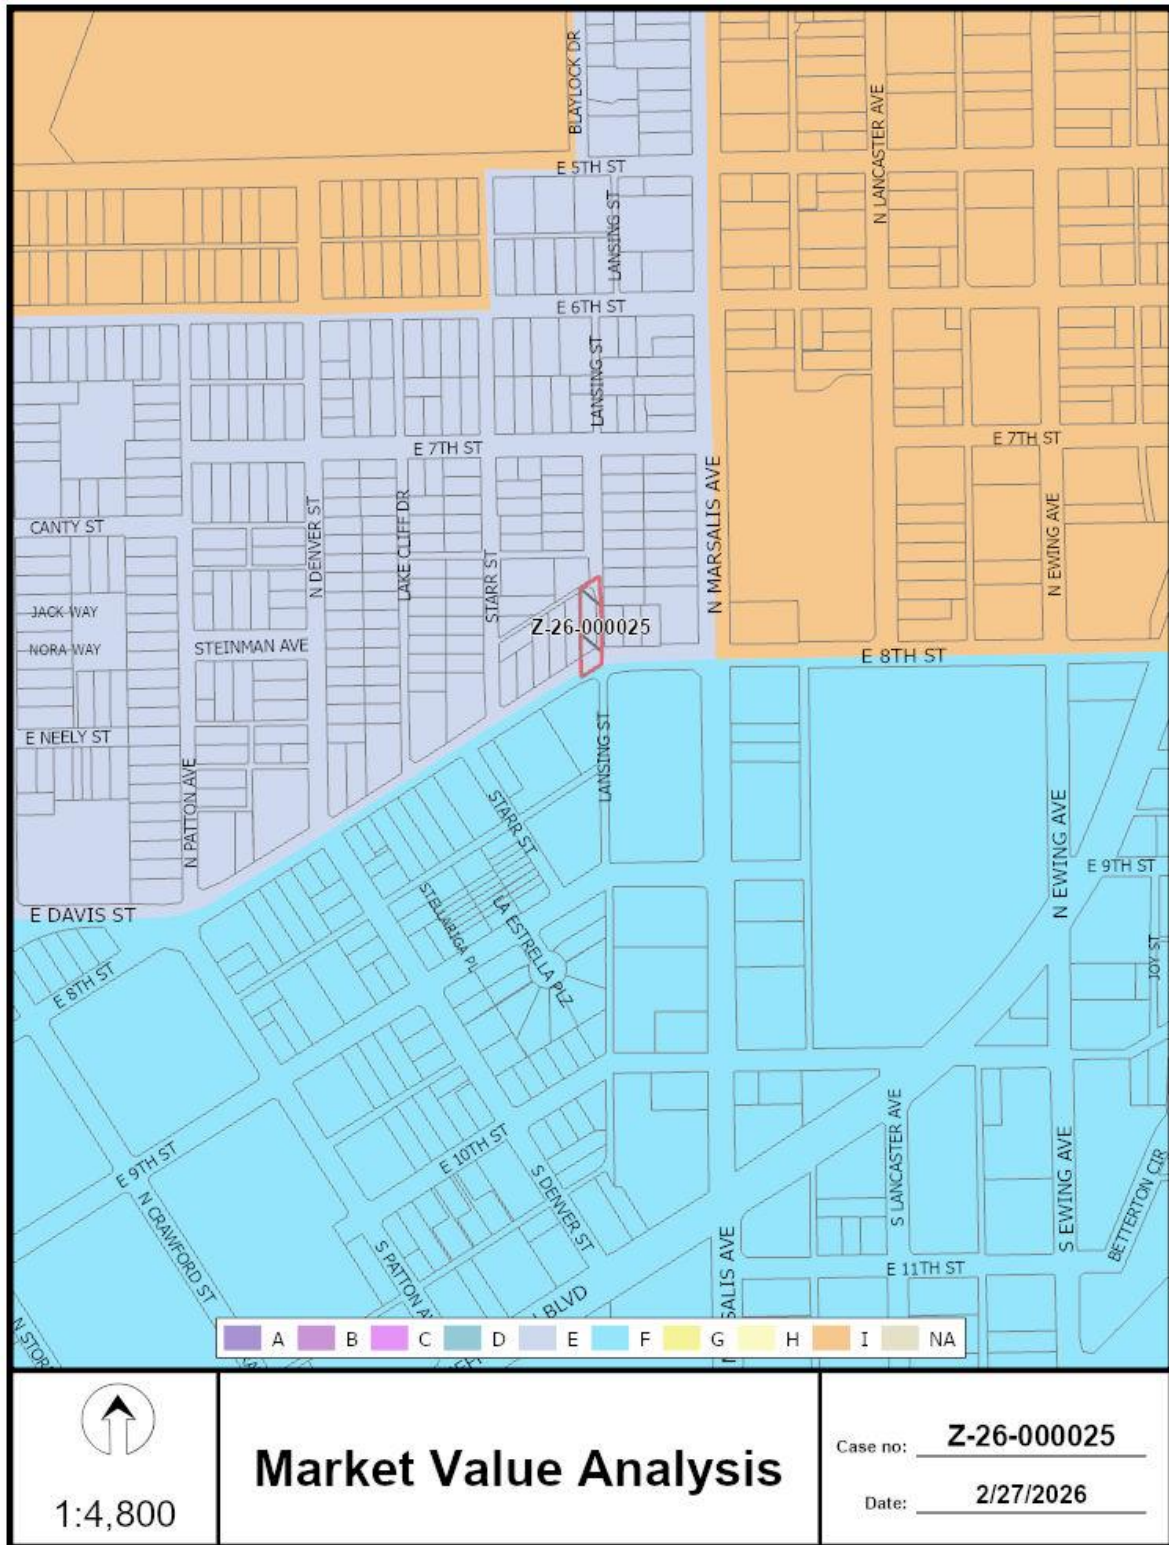 BLAYLOCK DR
N LANCASTER AVE
E 5TH ST
LANSING ST
E 6TH ST
LANSING ST
E 7TH ST
E 7TH ST
N MARSALIS AVE
CANTY ST
N DENVER ST
LAKE CLIFF DR
STARR ST
N EWING AVE
JACK WAY
Z-26-000025
NORA WAY
STEINMAN AVE
E 8TH ST
E NEELY ST
LANSING ST
N PATTON AVE
STARR ST
N EWING AVE
E 9TH ST
E DAVIS ST
STELLARIGA PL
LA ESTRELLA PLZ
JOY ST
E 8TH ST
E 9TH ST
E 10TH ST
S LANCASTER AVE
N CRAWFORD ST
S DENVER ST
S EWING AVE
BETTERTON CIR
S PATTON AV
SALIS AVE
E 11TH ST
BLVD
N STOR
A B C D E F G H I NA
1:4,800
Market Value Analysis
Case no: Z-26-000025
Date: 2/27/2026